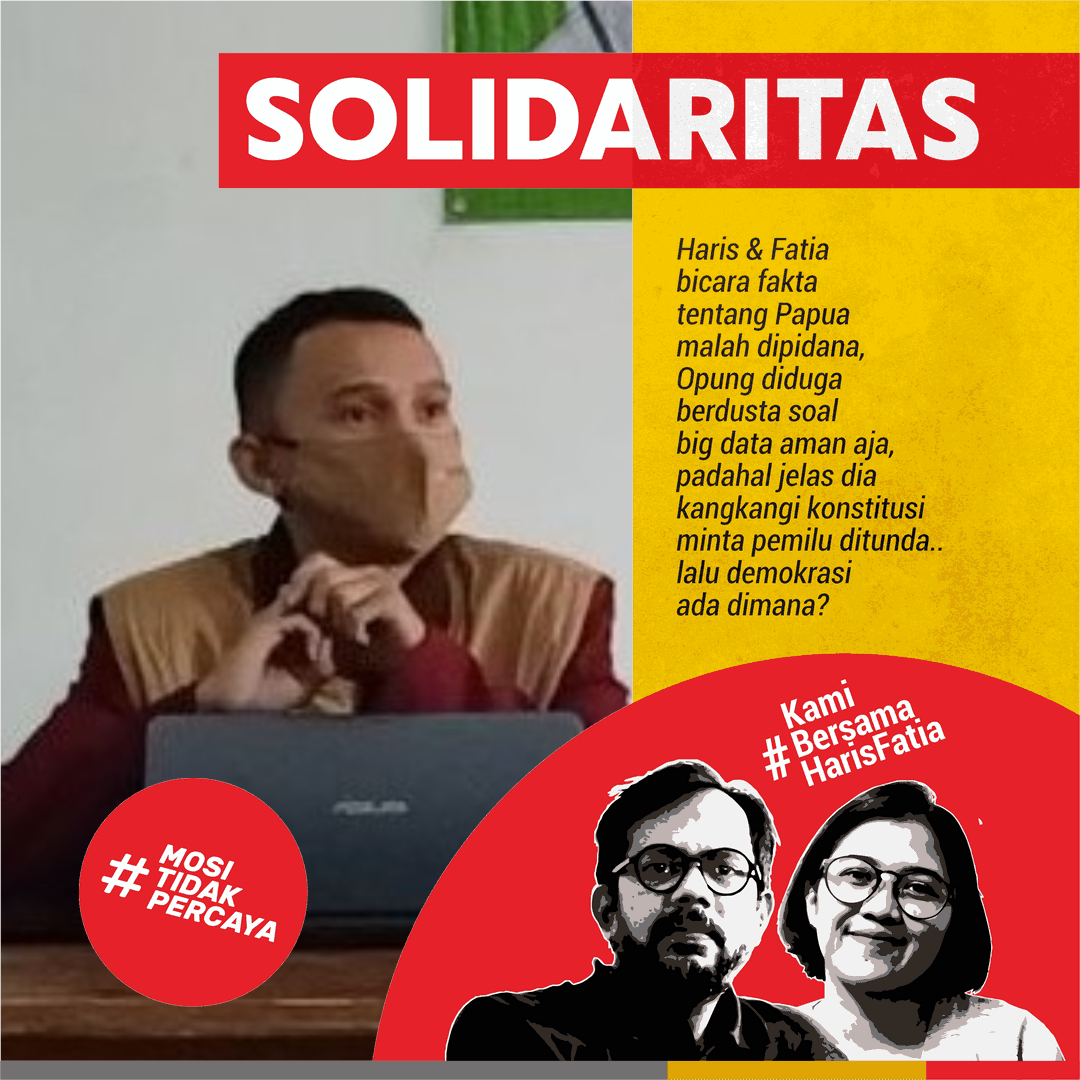 SOLIDARITAS
Haris & Fatia
bicara fakta
tentang Papua
malah dipidana,
Opung diduga
berdusta soal
big data aman aja,
padahal jelas dia
kangkangi konstitusi
minta pemilu ditunda..
lalu demokrasi
ada dimana?
Kami
# Bersama
HarisFatia
ASUS
# MOSI
TIDAK
PERCAYA